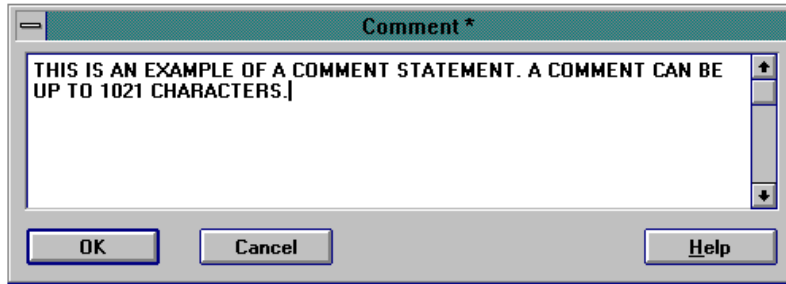 Comment *
THIS IS AN EXAMPLE OF A COMMENT STATEMENT. A COMMENT CAN BE
UP TO 1021 CHARACTERS.
OK Cancel Help